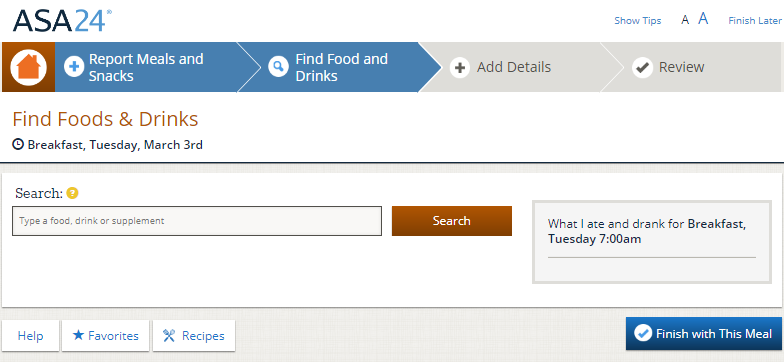 ASA24®
Show Tips A A Finish Later
Report Meals and
Snacks
Find Food and
Drinks
Add Details
Review
Find Foods & Drinks
Breakfast, Tuesday, March 3rd
Search: ?
Type a food, drink or supplement
Search
What I ate and drank for Breakfast,
Tuesday 7:00am
Help
Favorites
Recipes
Finish with This Meal